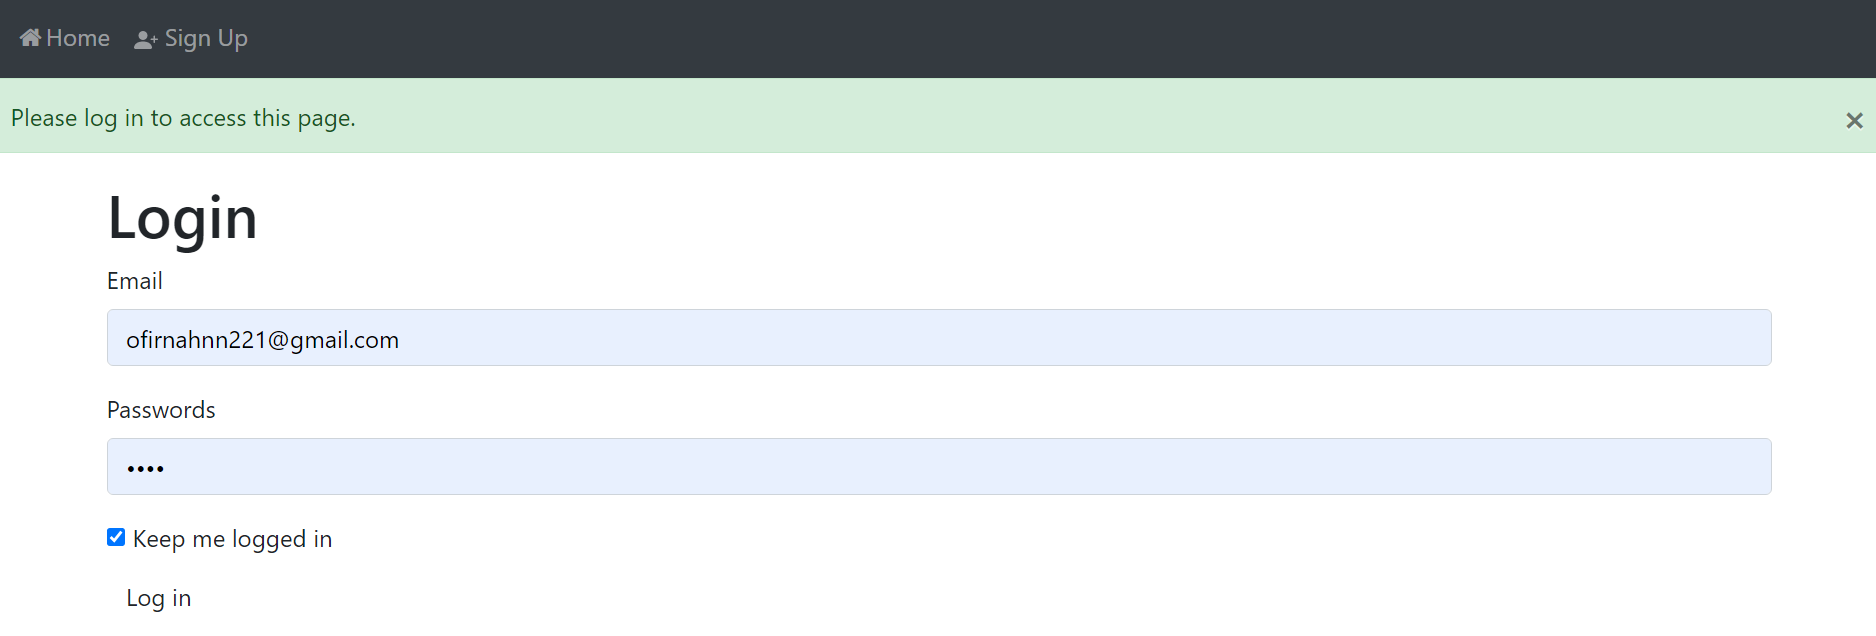 Home Sign Up
Please log in to access this page.
×
Login
Email
ofirnahnn221@gmail.com
Passwords
••••
Keep me logged in
Log in